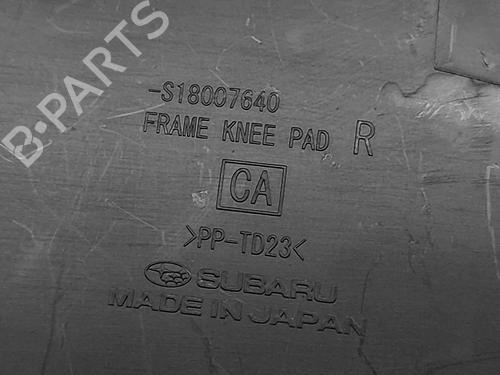 B-PARTS
-S18007640
FRAME KNEE PAD R
CA
>PP-TD23<
SUBARU
MADE IN JAPAN